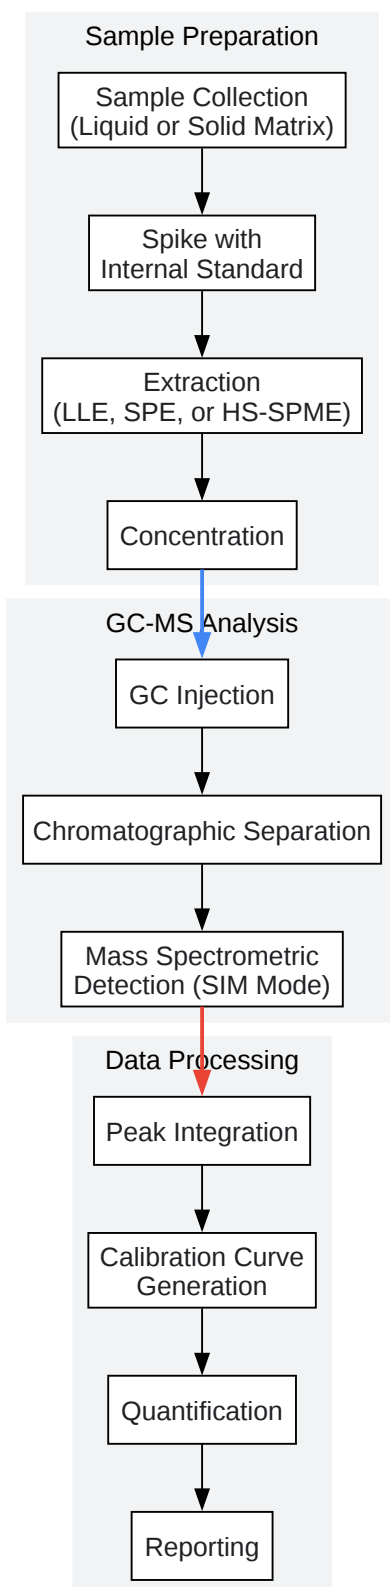 Sample Preparation
Sample Collection
(Liquid or Solid Matrix)
Spike with
Internal Standard
Extraction
(LLE, SPE, or HS-SPME)
Concentration
GC-MS Analysis
GC Injection
Chromatographic Separation
Mass Spectrometric
Detection (SIM Mode)
Data Processing
Peak Integration
Calibration Curve
Generation
Quantification
Reporting